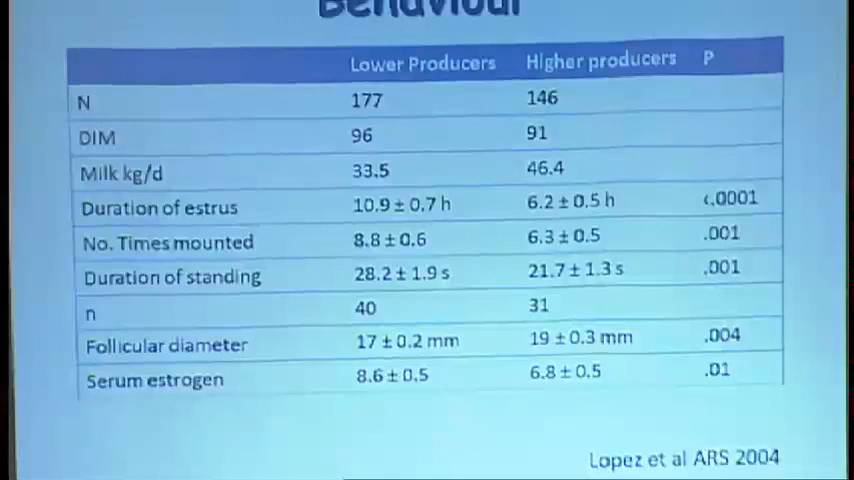 Behaviour
Lower Producers Higher producers P
N 177 146
DIM 96 91
Milk kg/d 33.5 46.4
Duration of estrus 10.9 ± 0.7 h 6.2 ± 0.5 h <.0001
No. Times mounted 8.8 ± 0.6 6.3 ± 0.5 .001
Duration of standing 28.2 ± 1.9 s 21.7 ± 1.3 s .001
n 40 31
Follicular diameter 17 ± 0.2 mm 19 ± 0.3 mm .004
Serum estrogen 8.6 ± 0.5 6.8 ± 0.5 .01
Lopez et al ARS 2004